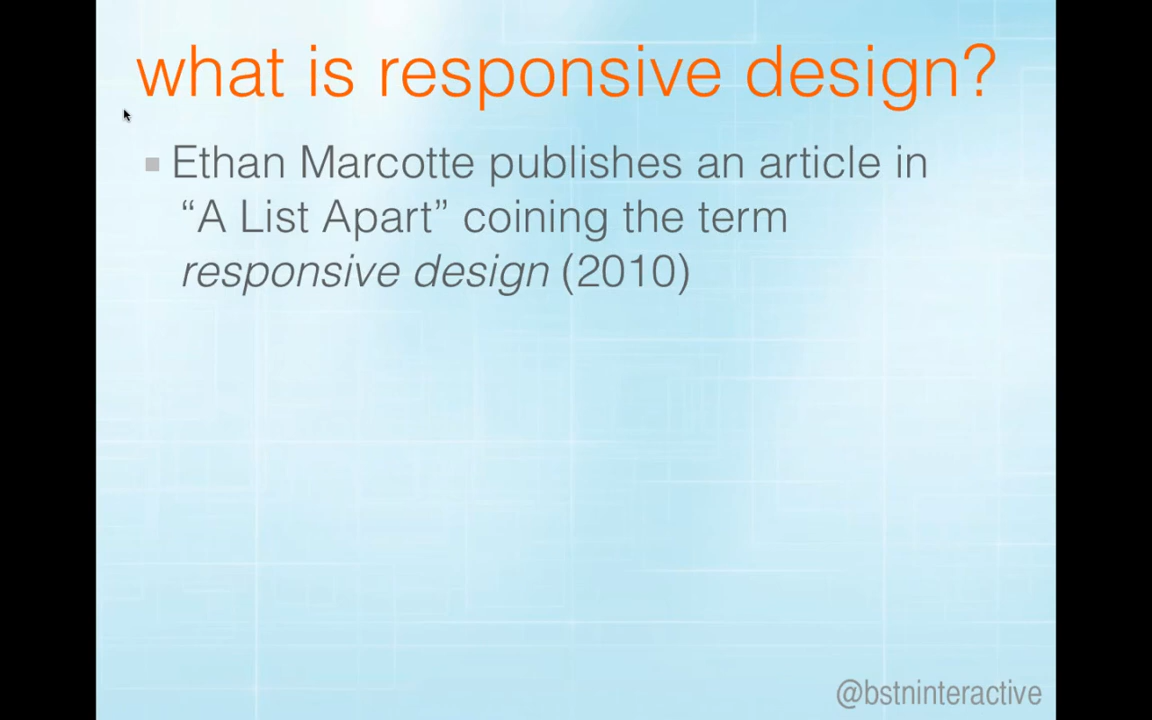 what is responsive design?
Ethan Marcotte publishes an article in
“A List Apart” coining the term
responsive design (2010)
@bstninteractive